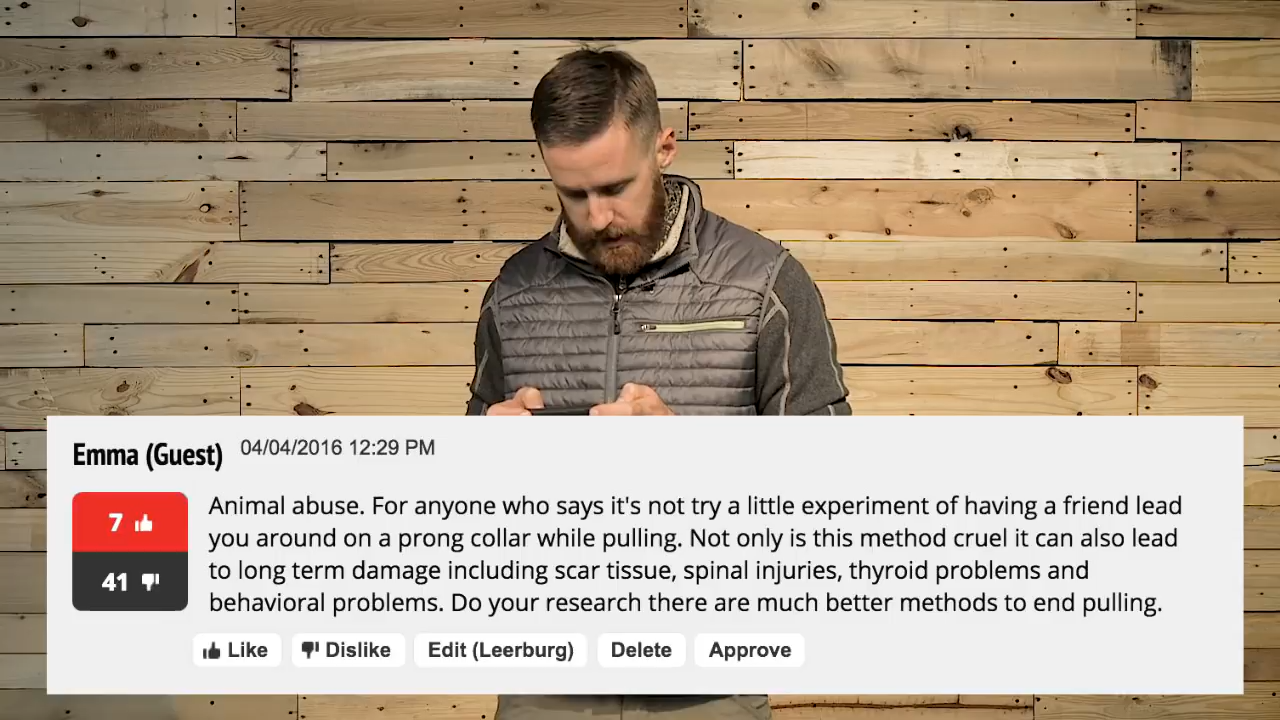 Emma (Guest) 04/04/2016 12:29 PM
7
Animal abuse. For anyone who says it's not try a little experiment of having a friend lead
you around on a prong collar while pulling. Not only is this method cruel it can also lead
41
to long term damage including scar tissue, spinal injuries, thyroid problems and
behavioral problems. Do your research there are much better methods to end pulling.
Like Dislike Edit (Leerburg) Delete Approve